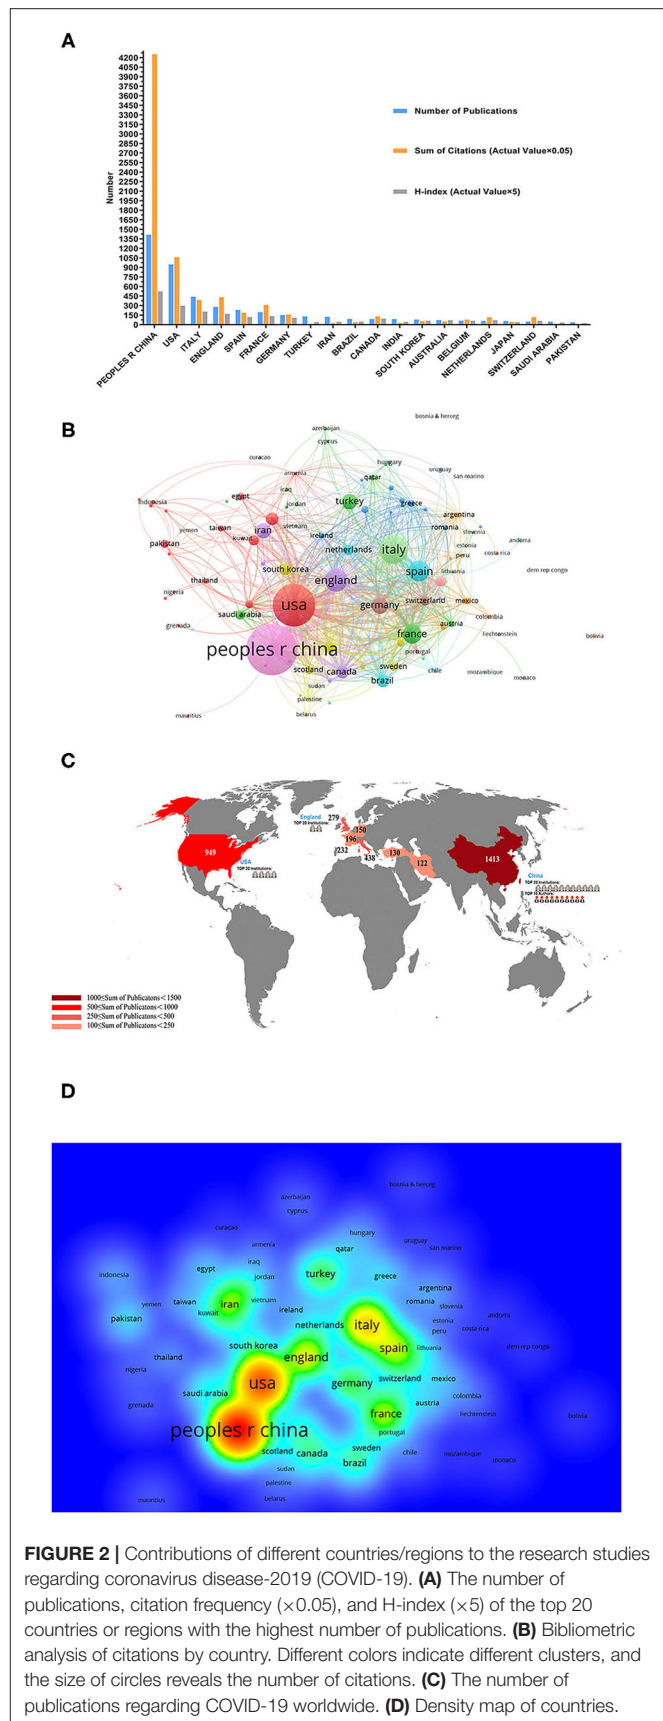 A
4200
4050
3900
3750
3600
3450
3300
3150
3000
2850
2700
2550
2400
2250
2100
1950
1800
1650
1500
1350
1200
1050
900
750
600
450
300
150
0
Number
Number of Publications
Sum of Citations (Actual Value×0.05)
H-index (Actual Value×5)
PEOPLES R CHINA
USA
ITALY
ENGLAND
SPAIN
FRANCE
GERMANY
TURKEY
IRAN
BRAZIL
CANADA
INDIA
SOUTH KOREA
AUSTRALIA
BELGIUM
NETHERLANDS
JAPAN
SWITZERLAND
SAUDI ARABIA
PAKISTAN
B
bosnia & herceg
azerbaijan
cyprus
curacao
hungary
uruguay
san marino
armenia
qatar
indonesia
egypt
iraq
jordan
turkey
greece
argentina
yemen
taiwan
vietnam
romania
slovenia
iran
kuwait
ireland
andorra
pakistan
netherlands
italy
estonia
peru
costa rica
south korea
spain
lithuania
dem rep congo
thailand
england
nigeria
usa
germany
switzerland
mexico
saudi arabia
colombia
grenada
austria
france
liechtenstein
bolivia
peoples r china
portugal
scotland
canada
sweden
chile
mozambique
monaco
sudan
brazil
palestine
mauritius
belarus
C
England
TOP 20 Institutions:
279
150
196
949
USA
TOP 20 Institutions:
232
438
130
122
1413
China
TOP 20 Institutions:
TOP 10 Authors:
1000≤Sum of Publicatons<1500
500≤Sum of Publicatons<1000
250≤Sum of Publicatons<500
100≤Sum of Publicatons<250
D
bosnia & herceg
azerbaijan
cyprus
curacao
hungary
uruguay
san marino
armenia
qatar
indonesia
egypt
iraq
jordan
turkey
greece
argentina
yemen
taiwan
vietnam
romania
slovenia
iran
kuwait
ireland
andorra
pakistan
netherlands
italy
estonia
peru
costa rica
south korea
spain
lithuania
dem rep congo
thailand
england
nigeria
usa
germany
switzerland
mexico
saudi arabia
colombia
grenada
austria
france
liechtenstein
bolivia
peoples r china
portugal
scotland
canada
sweden
chile
mozambique
monaco
sudan
brazil
palestine
mauritius
belarus
FIGURE 2 | Contributions of different countries/regions to the research studies
regarding coronavirus disease-2019 (COVID-19). (A) The number of
publications, citation frequency (×0.05), and H-index (×5) of the top 20
countries or regions with the highest number of publications. (B) Bibliometric
analysis of citations by country. Different colors indicate different clusters, and
the size of circles reveals the number of citations. (C) The number of
publications regarding COVID-19 worldwide. (D) Density map of countries.